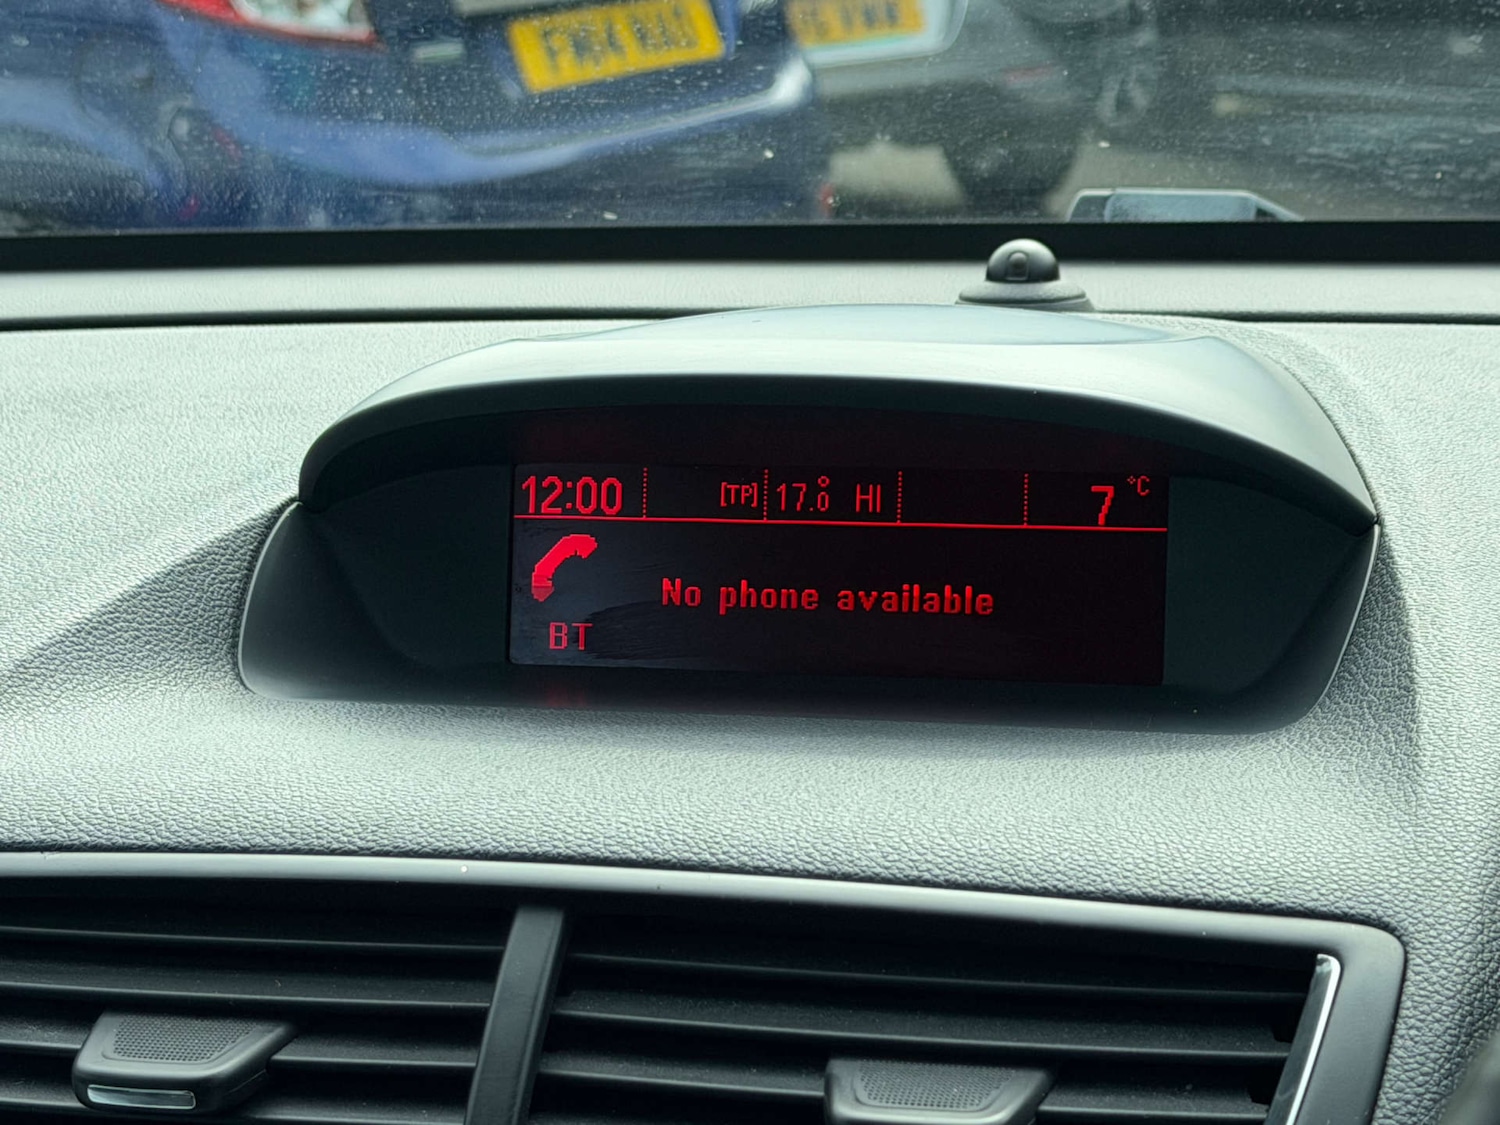 12:00 [TP] 17.0° HI 7 °C
No phone available
BT